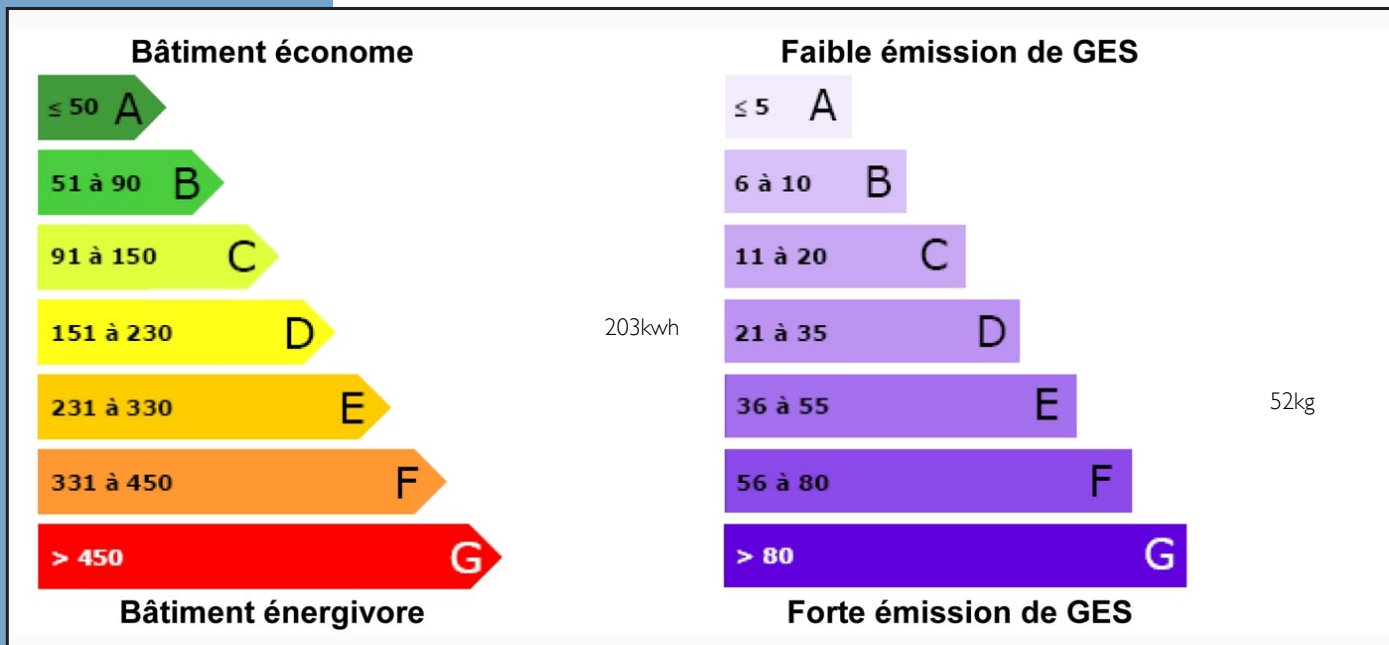 Bâtiment économe
≤ 50 A
51 à 90 B
91 à 150 C
151 à 230 D
203kwh
231 à 330 E
331 à 450 F
> 450 G
Bâtiment énergivore
Faible émission de GES
≤ 5 A
6 à 10 B
11 à 20 C
21 à 35 D
36 à 55 E
52kg
56 à 80 F
> 80 G
Forte émission de GES